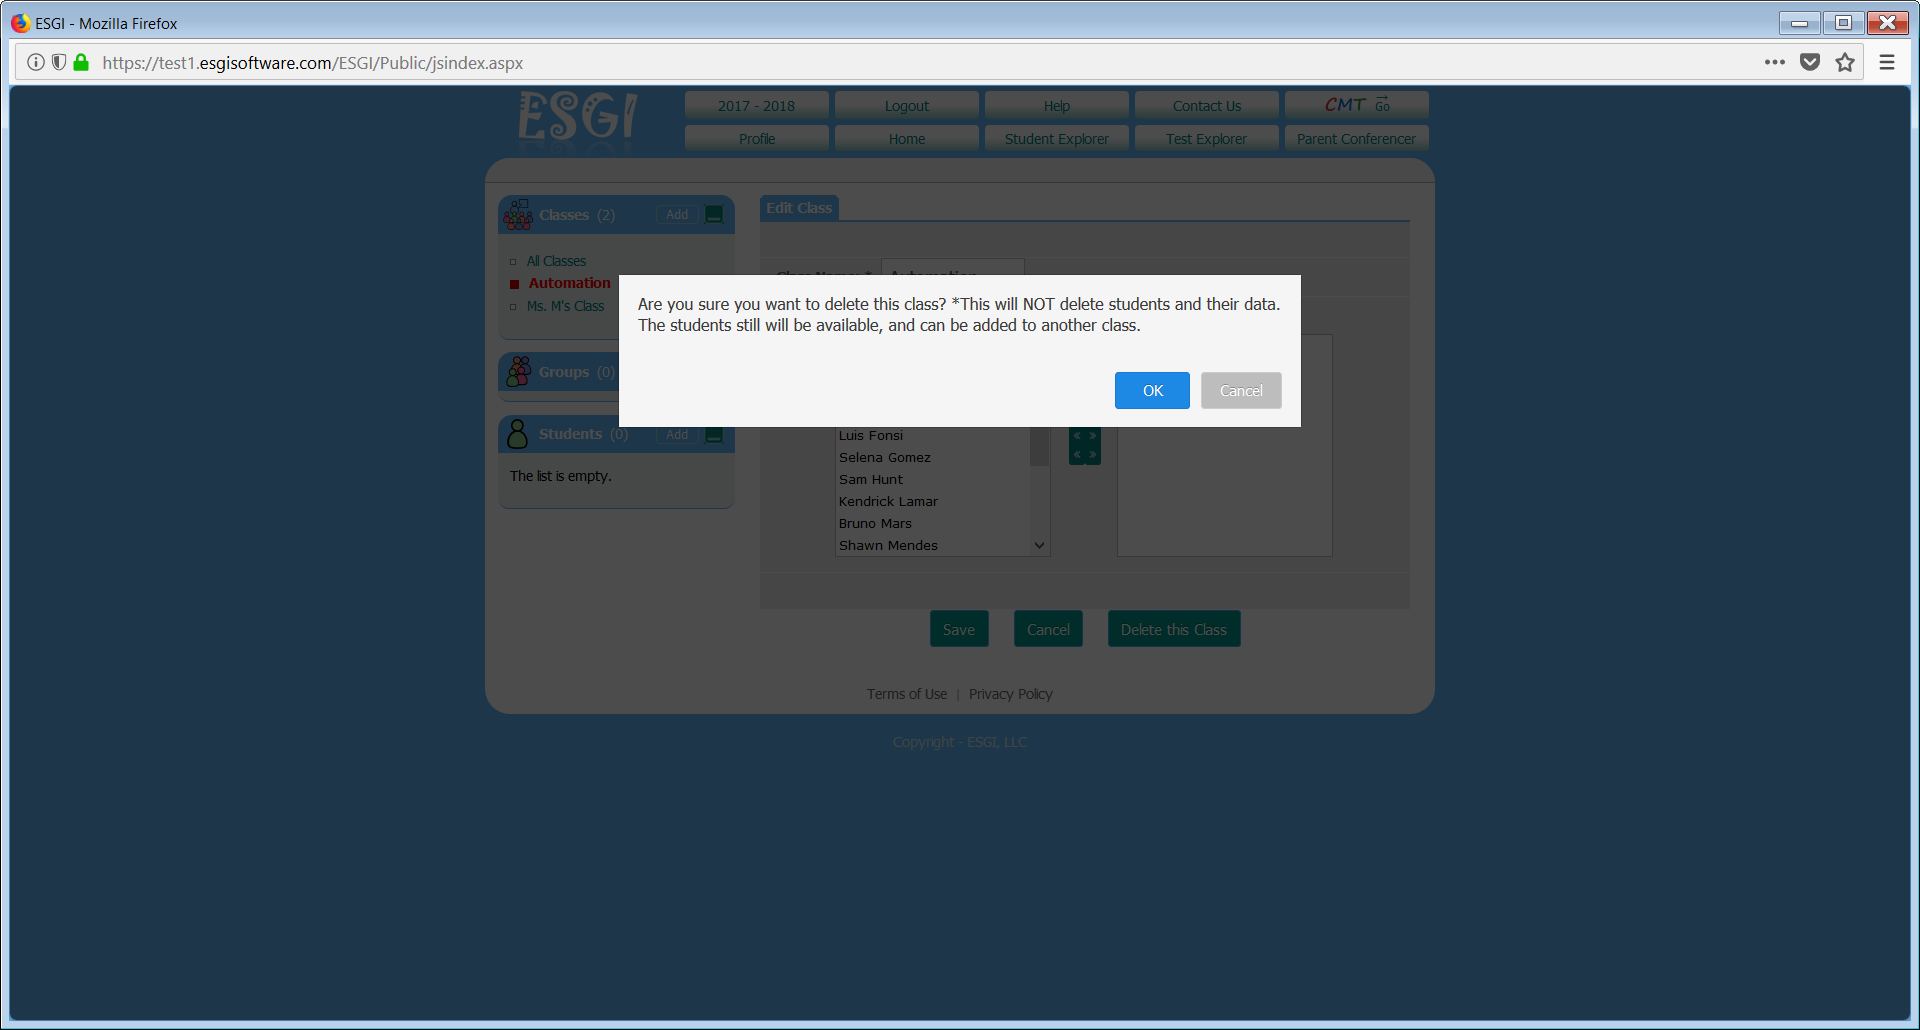 ESGI - Mozilla Firefox
https://test1.esgisoftware.com/ESGI/Public/jsindex.aspx
ESGI
2017 - 2018
Logout
Help
Contact Us
CMT Go
Profile
Home
Student Explorer
Test Explorer
Parent Conferencer
Classes (2)
Add
All Classes
Automation
Ms. M's Class
Groups (0)
Students (0)
Add
The list is empty.
Edit Class
Class Name: *
Automation
Are you sure you want to delete this class? *This will NOT delete students and their data.
The students still will be available, and can be added to another class.
OK
Cancel
Luis Fonsi
Selena Gomez
Sam Hunt
Kendrick Lamar
Bruno Mars
Shawn Mendes
Save
Cancel
Delete this Class
Terms of Use | Privacy Policy
Copyright - ESGI, LLC